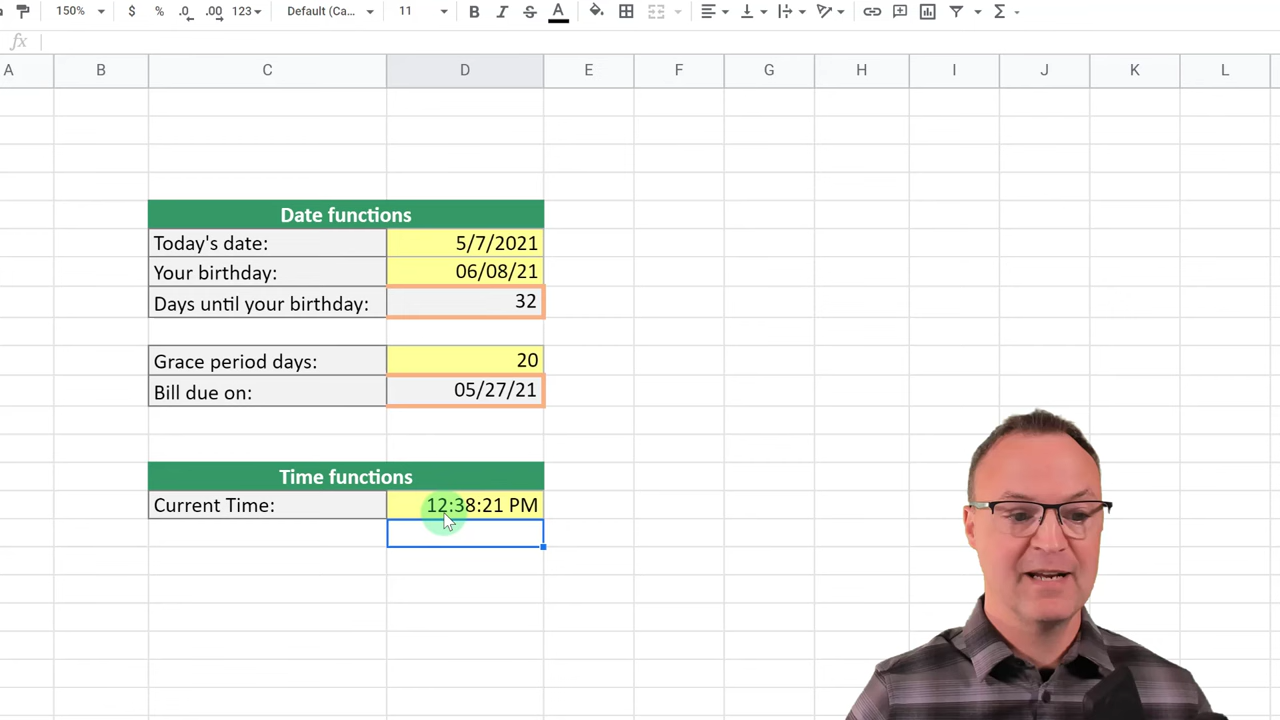 150% $ % .0 .00 123 Default (Ca... 11 B I S A Σ
fx
A B C D E F G H I J K L
Date functions
Today's date: 5/7/2021
Your birthday: 06/08/21
Days until your birthday: 32
Grace period days: 20
Bill due on: 05/27/21
Time functions
Current Time: 12:38:21 PM